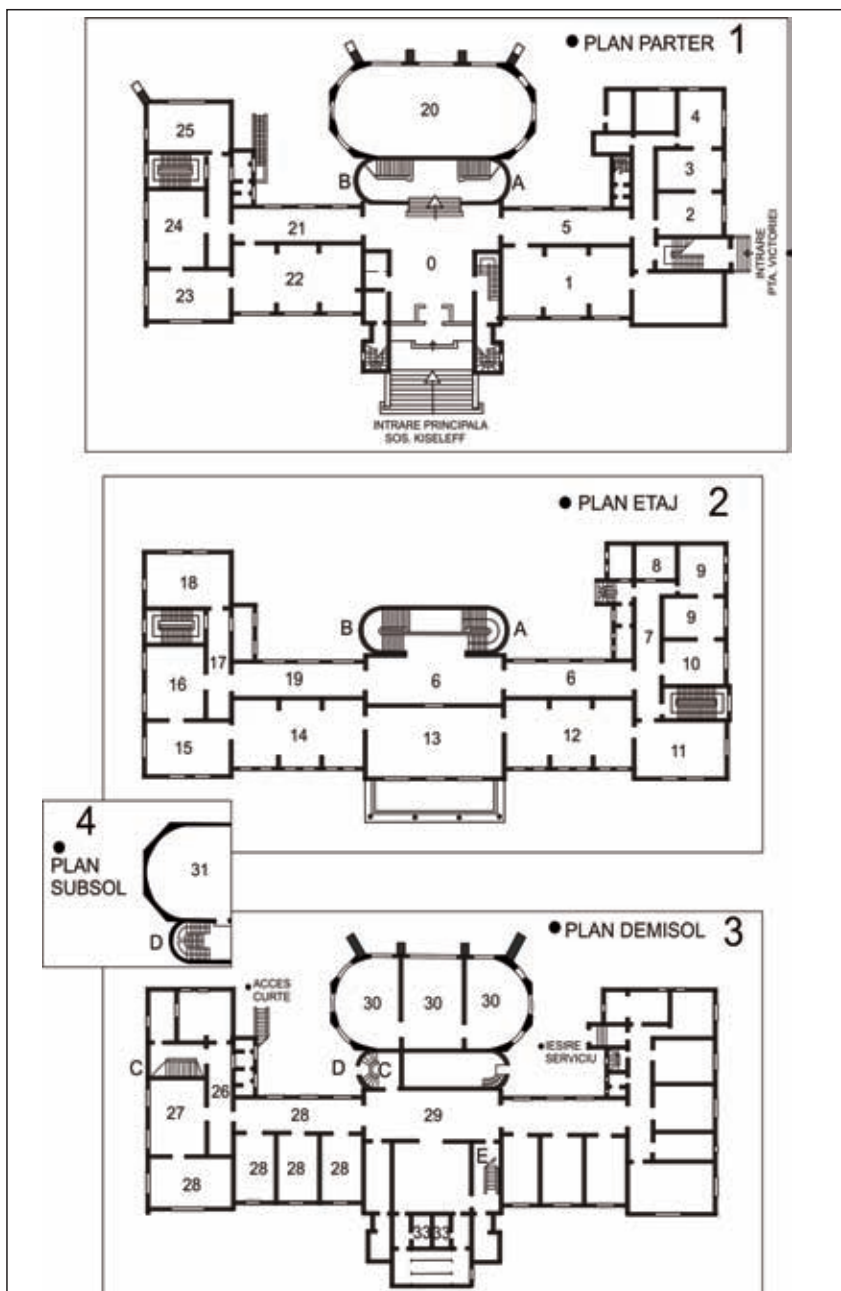 ● PLAN PARTER 1
20
25
4
3
B
A
24
21
5
2
0
22
1
23
INTRARE
PTA. VICTORIEI
INTRARE PRINCIPALA
SOS. KISELEFF
● PLAN ETAJ 2
18
8
9
B
A
7
9
17
16
19
6
6
10
14
13
12
15
11
4
● PLAN
SUBSOL
31
D
● PLAN DEMISOL 3
● ACCES
CURTE
30
30
30
● IESIRE
SERVICIU
C
D
C
26
27
28
29
28
28
28
28
E
33
33